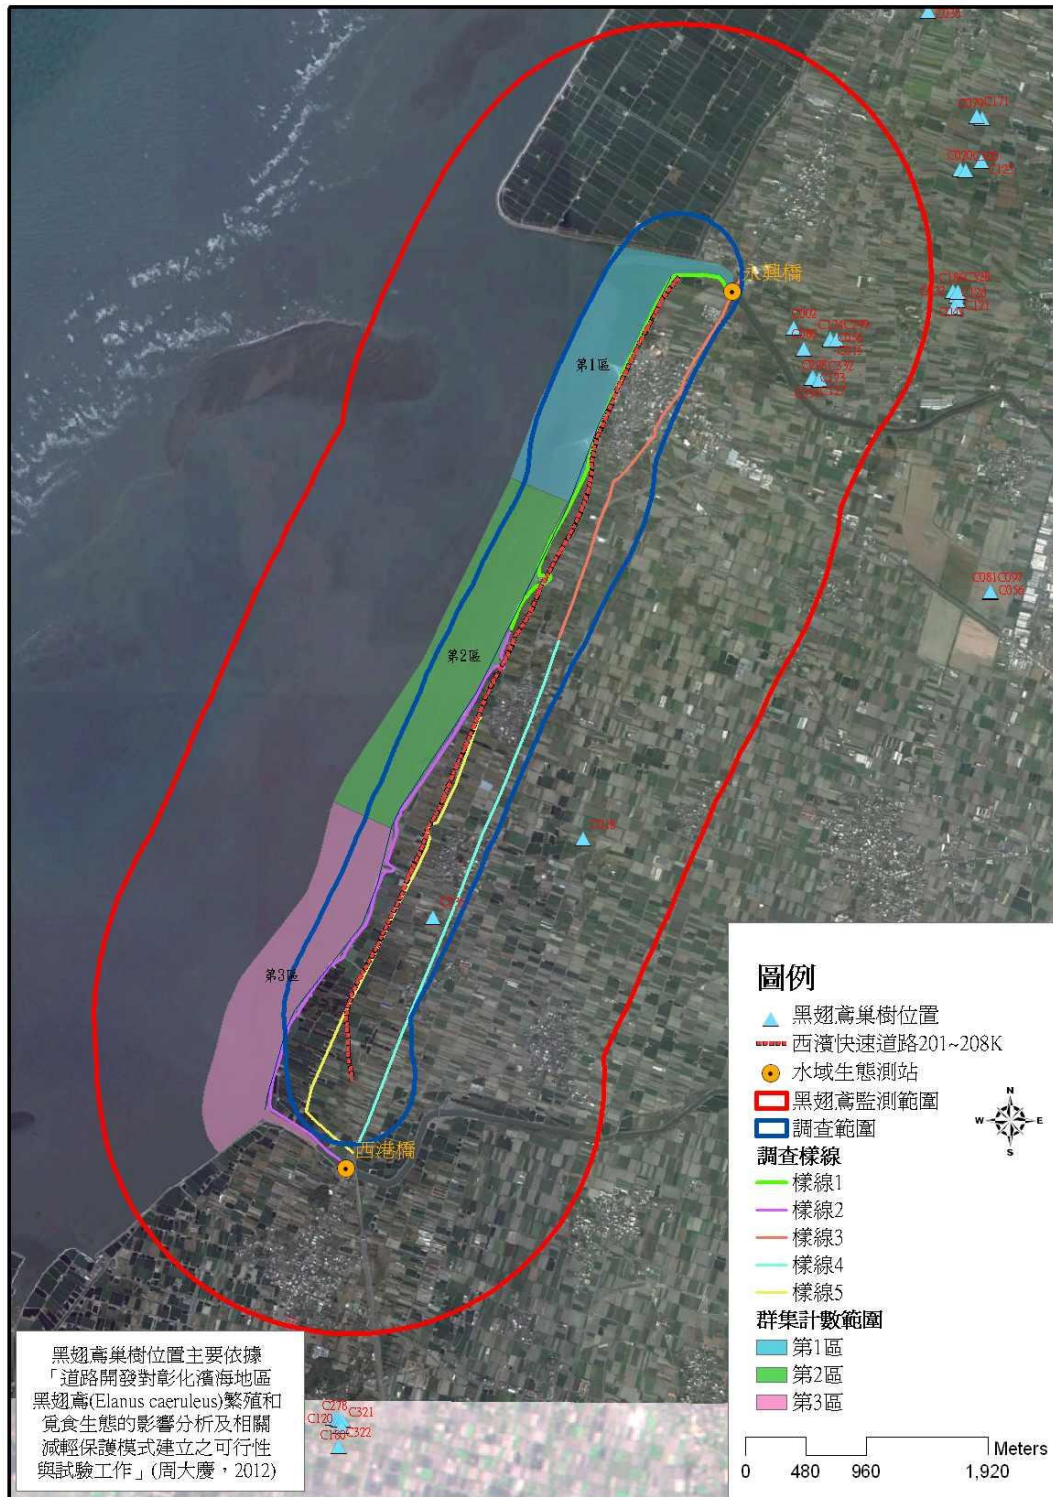 C171
永興橋
第1區
C081C097
C056
第2區
第3區
西港橋
圖例
黑翅鳶巢樹位置
西濱快速道路201~208K
水域生態測站
黑翅鳶監測範圍
調查範圍
調查樣線
樣線1
樣線2
樣線3
樣線4
樣線5
群集計數範圍
第1區
第2區
第3區
N
W E
S
Meters
0 480 960 1,920
黑翅鳶巢樹位置主要依據
「道路開發對彰化濱海地區
黑翅鳶(Elanus caeruleus)繁殖和
覓食生態的影響分析及相關
減輕保護模式建立之可行性
與試驗工作」(周大慶，2012)
C278
C120 C321
C322